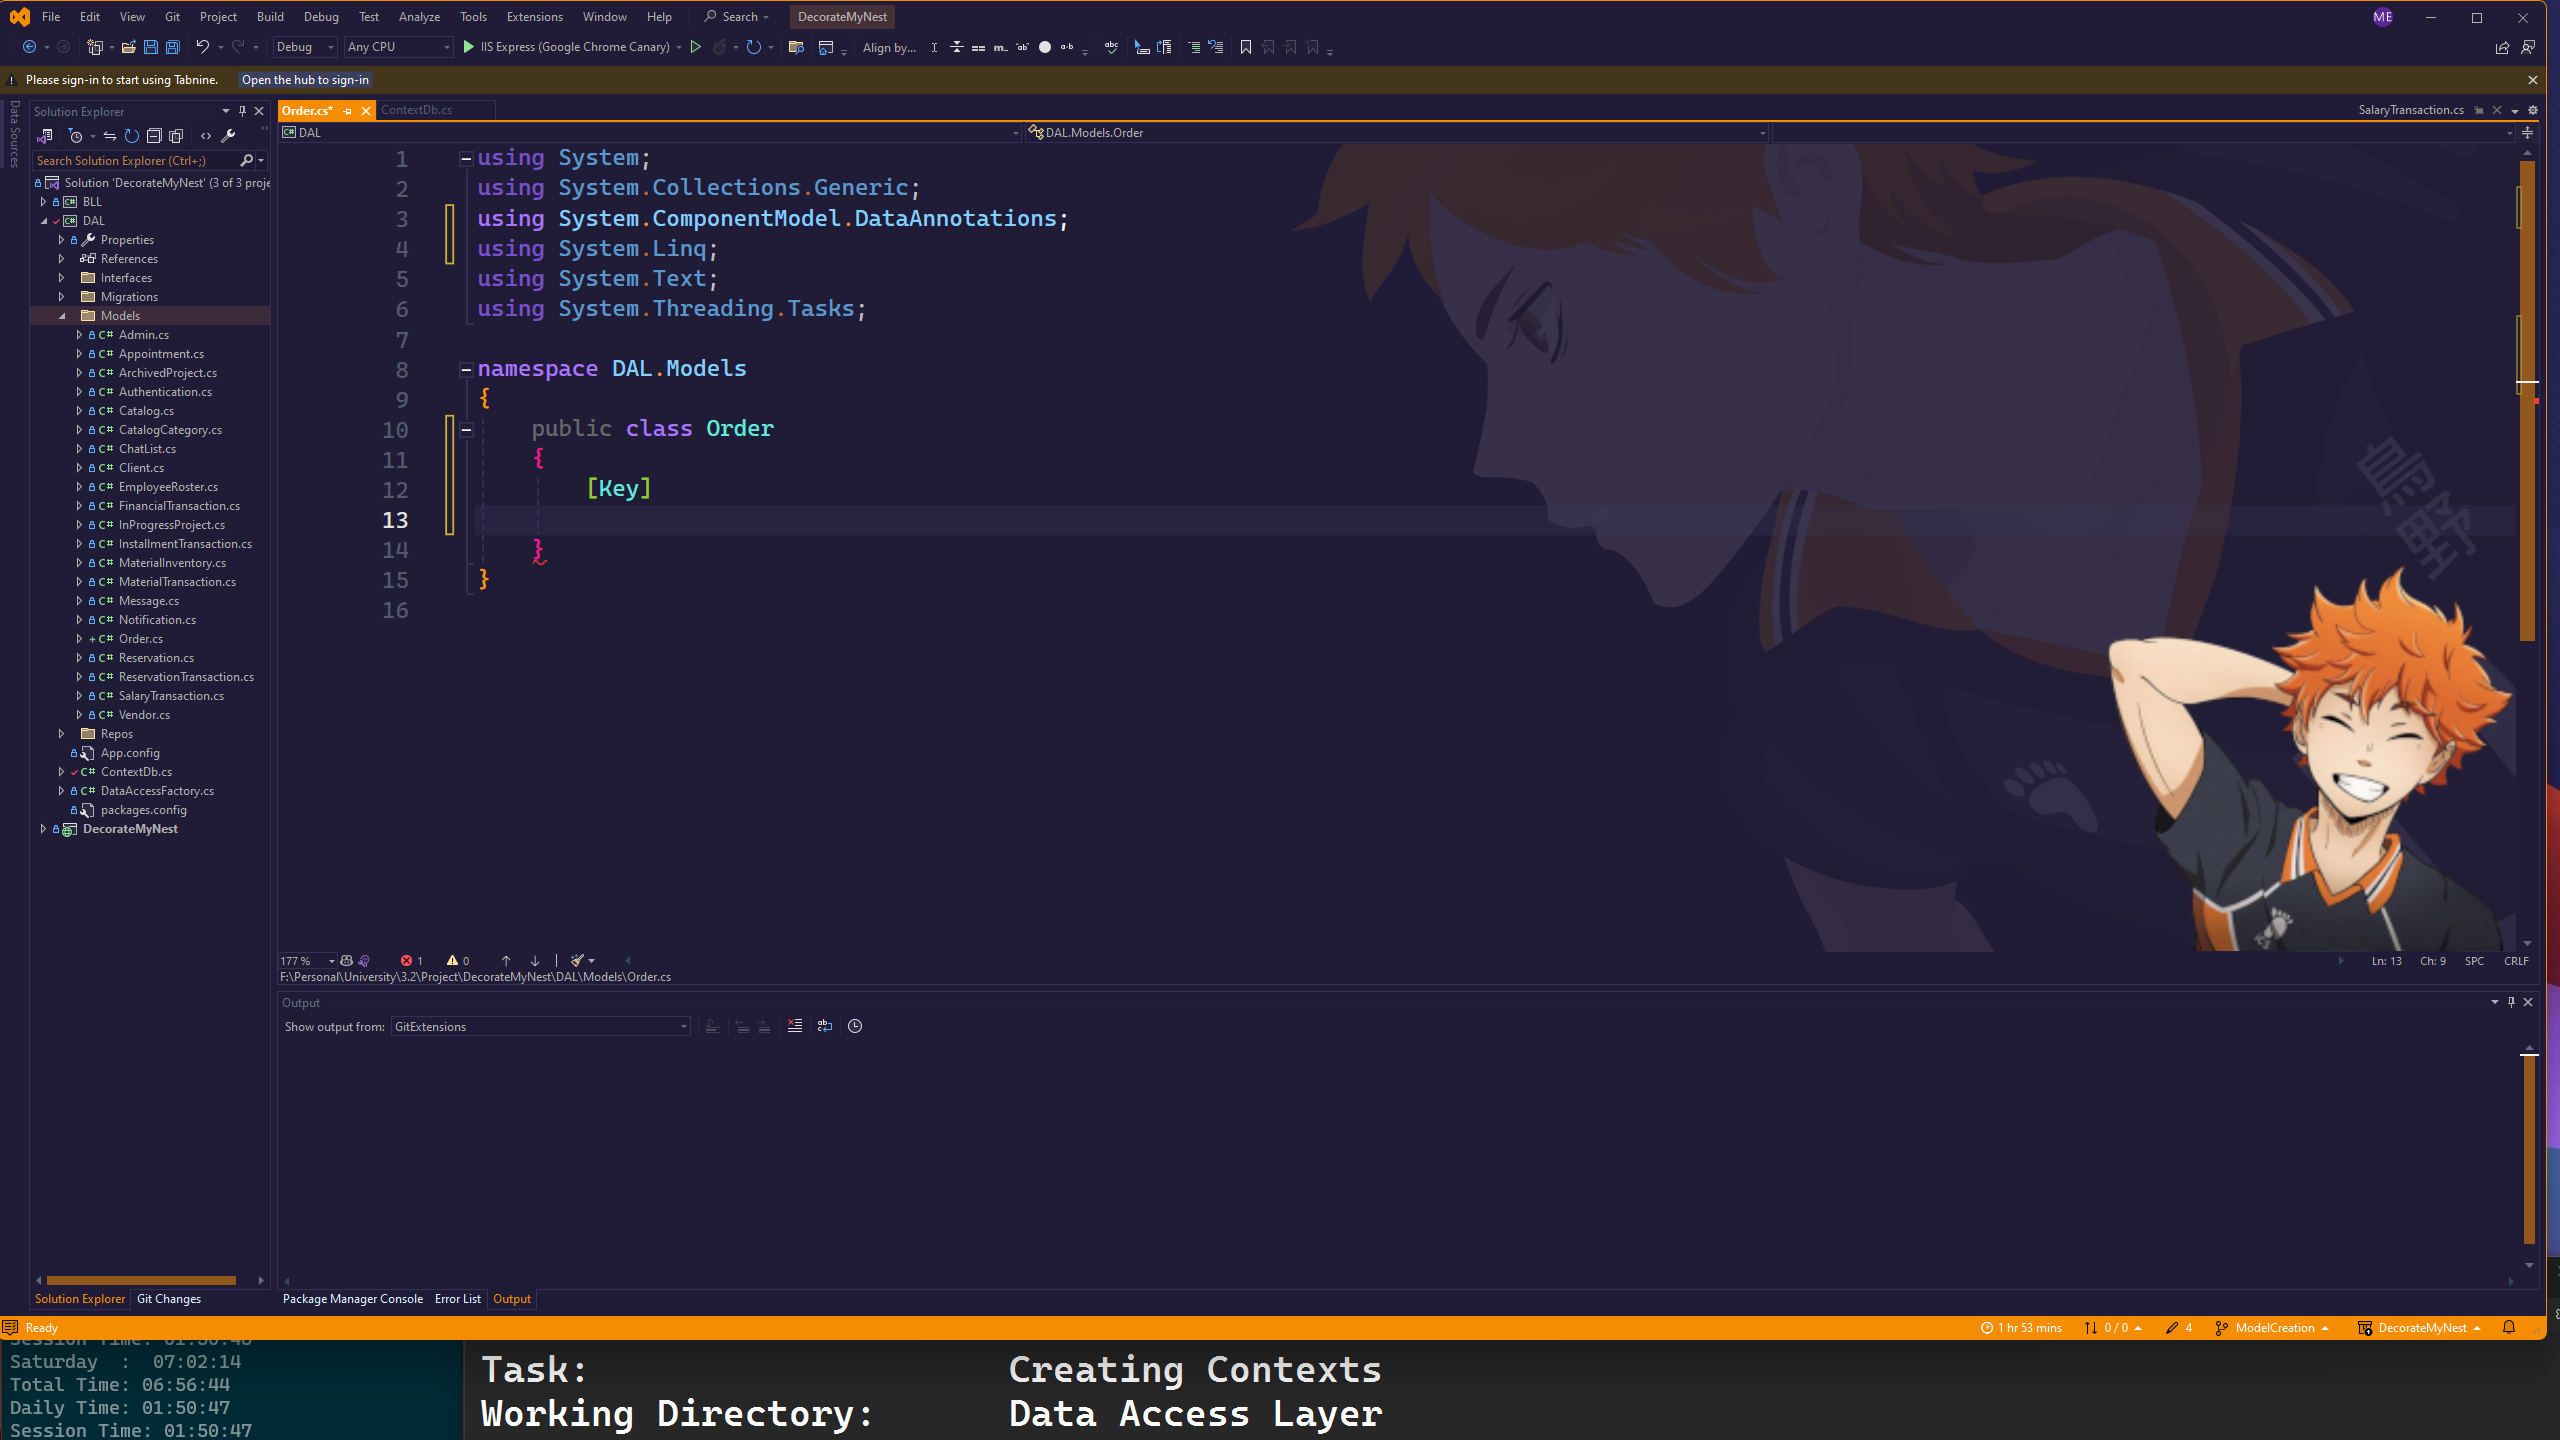 File Edit View Git Project Build Debug Test Analyze Tools Extensions Window Help Search DecorateMyNest ME
Debug Any CPU IIS Express (Google Chrome Canary) Align by...
Please sign-in to start using Tabnine. Open the hub to sign-in
Data Sources
Solution Explorer
Search Solution Explorer (Ctrl+;)
Solution 'DecorateMyNest' (3 of 3 proje
BLL
DAL
Properties
References
Interfaces
Migrations
Models
Admin.cs
Appointment.cs
ArchivedProject.cs
Authentication.cs
Catalog.cs
CatalogCategory.cs
ChatList.cs
Client.cs
EmployeeRoster.cs
FinancialTransaction.cs
InProgressProject.cs
InstallmentTransaction.cs
MaterialInventory.cs
MaterialTransaction.cs
Message.cs
Notification.cs
Order.cs
Reservation.cs
ReservationTransaction.cs
SalaryTransaction.cs
Vendor.cs
Repos
App.config
ContextDb.cs
DataAccessFactory.cs
packages.config
DecorateMyNest
Solution Explorer Git Changes
Order.cs* ContextDb.cs SalaryTransaction.cs
DAL DAL.Models.Order
1 using System;
2 using System.Collections.Generic;
3 using System.ComponentModel.DataAnnotations;
4 using System.Linq;
5 using System.Text;
6 using System.Threading.Tasks;
7
8 namespace DAL.Models
9 {
10 public class Order
11 {
12 [Key]
13
14 }
15 }
16
烏野
177 % 1 0 Ln: 13 Ch: 9 SPC CRLF
F:\Personal\University\3.2\Project\DecorateMyNest\DAL\Models\Order.cs
Output
Show output from: GitExtensions
Package Manager Console Error List Output
Ready 1 hr 53 mins 0 / 0 4 ModelCreation DecorateMyNest
Saturday : 07:02:14
Total Time: 06:56:44
Daily Time: 01:50:47
Session Time: 01:50:47
Task: Creating Contexts
Working Directory: Data Access Layer